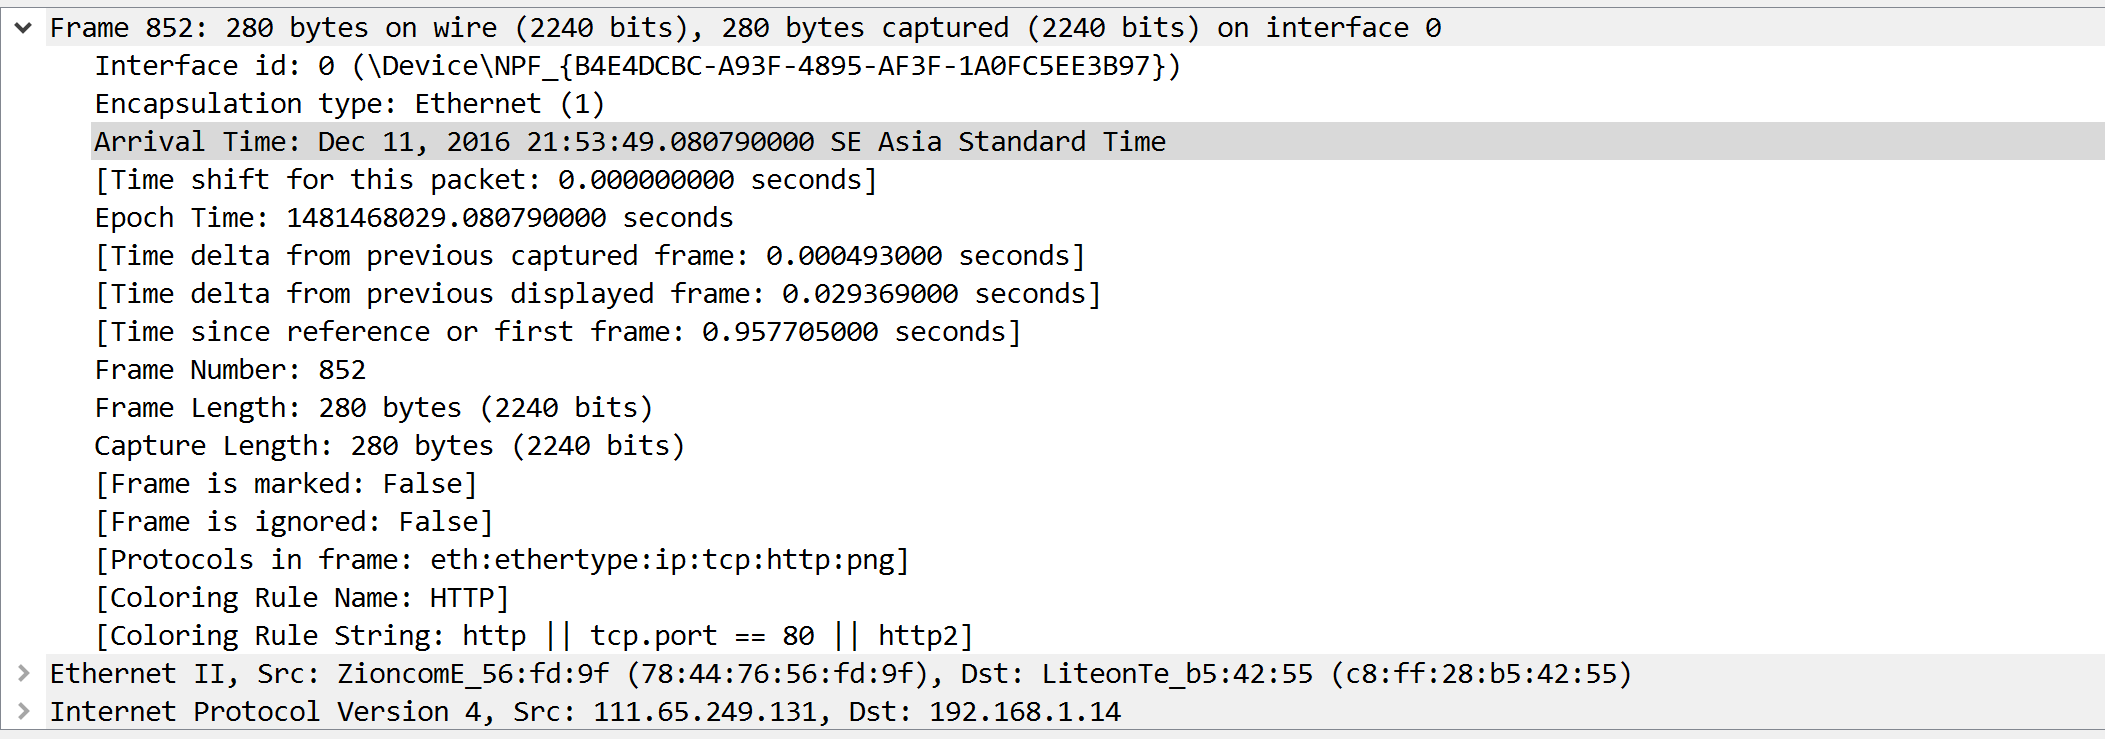 Frame 852: 280 bytes on wire (2240 bits), 280 bytes captured (2240 bits) on interface 0
Interface id: 0 (\Device\NPF_{B4E4DCBC-A93F-4895-AF3F-1A0FC5EE3B97})
Encapsulation type: Ethernet (1)
Arrival Time: Dec 11, 2016 21:53:49.080790000 SE Asia Standard Time
[Time shift for this packet: 0.000000000 seconds]
Epoch Time: 1481468029.080790000 seconds
[Time delta from previous captured frame: 0.000493000 seconds]
[Time delta from previous displayed frame: 0.029369000 seconds]
[Time since reference or first frame: 0.957705000 seconds]
Frame Number: 852
Frame Length: 280 bytes (2240 bits)
Capture Length: 280 bytes (2240 bits)
[Frame is marked: False]
[Frame is ignored: False]
[Protocols in frame: eth:ethertype:ip:tcp:http:png]
[Coloring Rule Name: HTTP]
[Coloring Rule String: http || tcp.port == 80 || http2]
Ethernet II, Src: ZioncomE_56:fd:9f (78:44:76:56:fd:9f), Dst: LiteonTe_b5:42:55 (c8:ff:28:b5:42:55)
Internet Protocol Version 4, Src: 111.65.249.131, Dst: 192.168.1.14